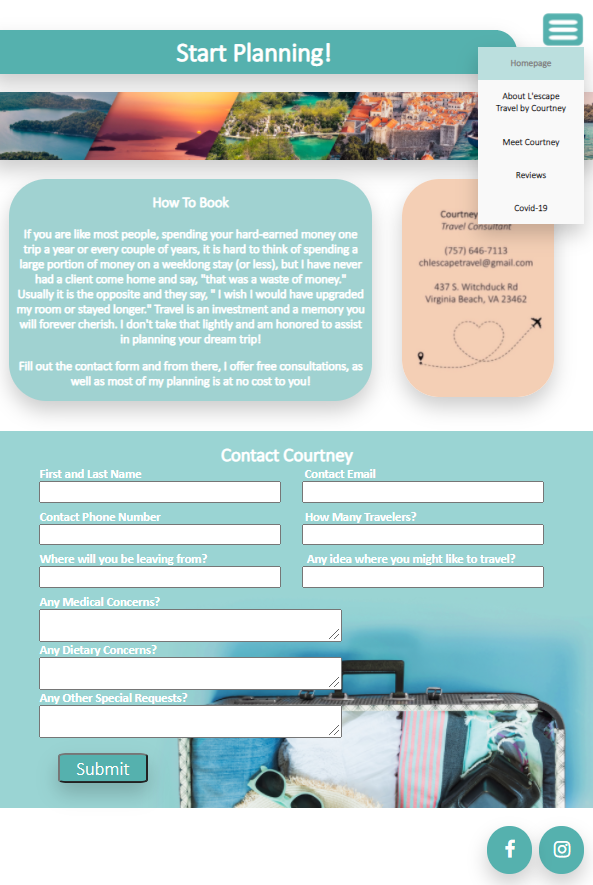 Start Planning!
Homepage
About L'escape
Travel by Courtney
Meet Courtney
Reviews
Covid-19
How To Book
If you are like most people, spending your hard-earned money one
trip a year or every couple of years, it is hard to think of spending a
large portion of money on a weeklong stay (or less), but I have never
had a client come home and say, "that was a waste of money."
Usually it is the opposite and they say, " I wish I would have upgraded
my room or stayed longer." Travel is an investment and a memory you
will forever cherish. I don't take that lightly and am honored to assist
in planning your dream trip!
Fill out the contact form and from there, I offer free consultations, as
well as most of my planning is at no cost to you!
Courtney
Travel Consultant
(757) 646-7113
chlescapetravel@gmail.com
437 S. Witchduck Rd
Virginia Beach, VA 23462
Contact Courtney
First and Last Name
Contact Email
Contact Phone Number
How Many Travelers?
Where will you be leaving from?
Any idea where you might like to travel?
Any Medical Concerns?
Any Dietary Concerns?
Any Other Special Requests?
Submit